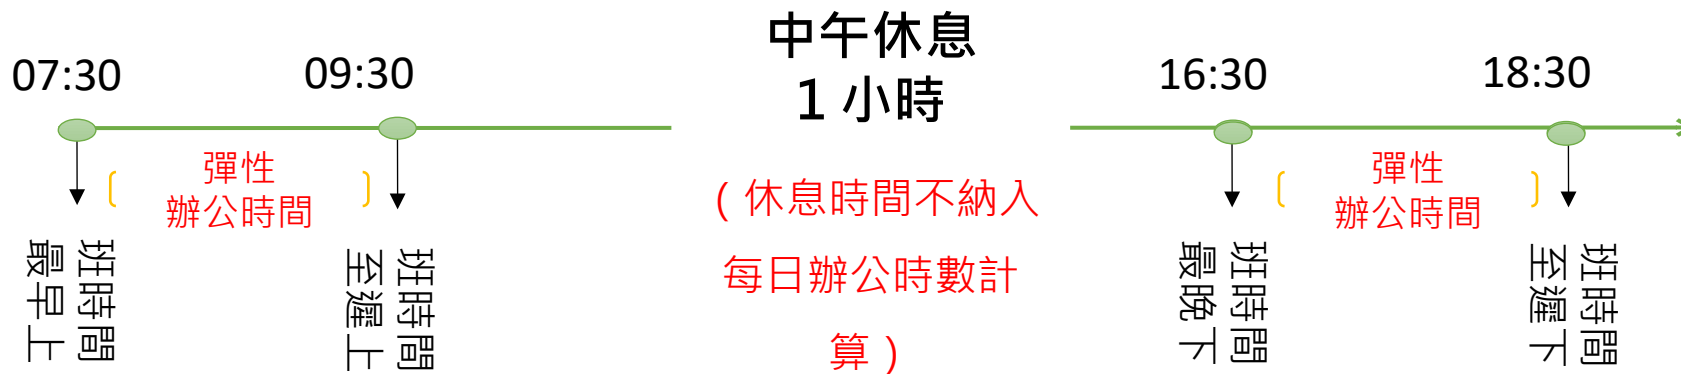 07:30
09:30
中午休息
1 小時
16:30
18:30
彈性
辦公時間
（休息時間不納入
每日辦公時數計
算）
彈性
辦公時間
最早上
班時間
至遲上
班時間
最晚下
班時間
至遲下
班時間